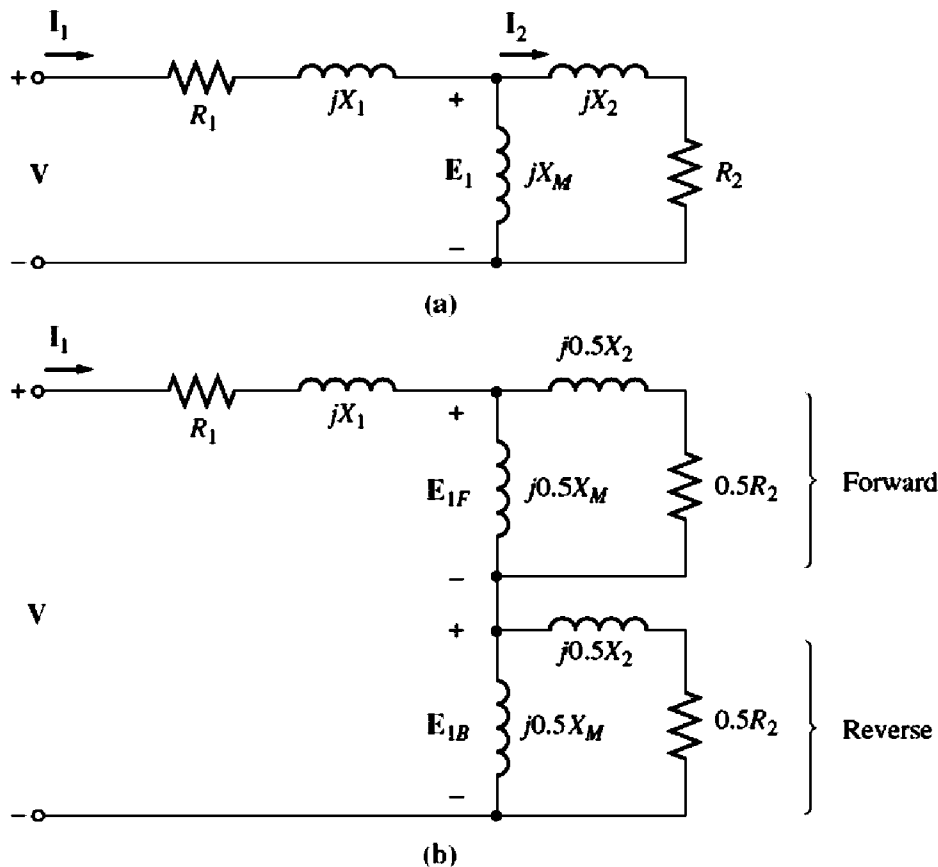 I1 I2
+ R1 jX1 + jX2
V E1 jXM R2
– –
(a)
I1 j0.5X2
+ R1 jX1 +
E1F j0.5XM 0.5R2 Forward
–
V +
j0.5X2
E1B j0.5XM 0.5R2 Reverse
– –
(b)